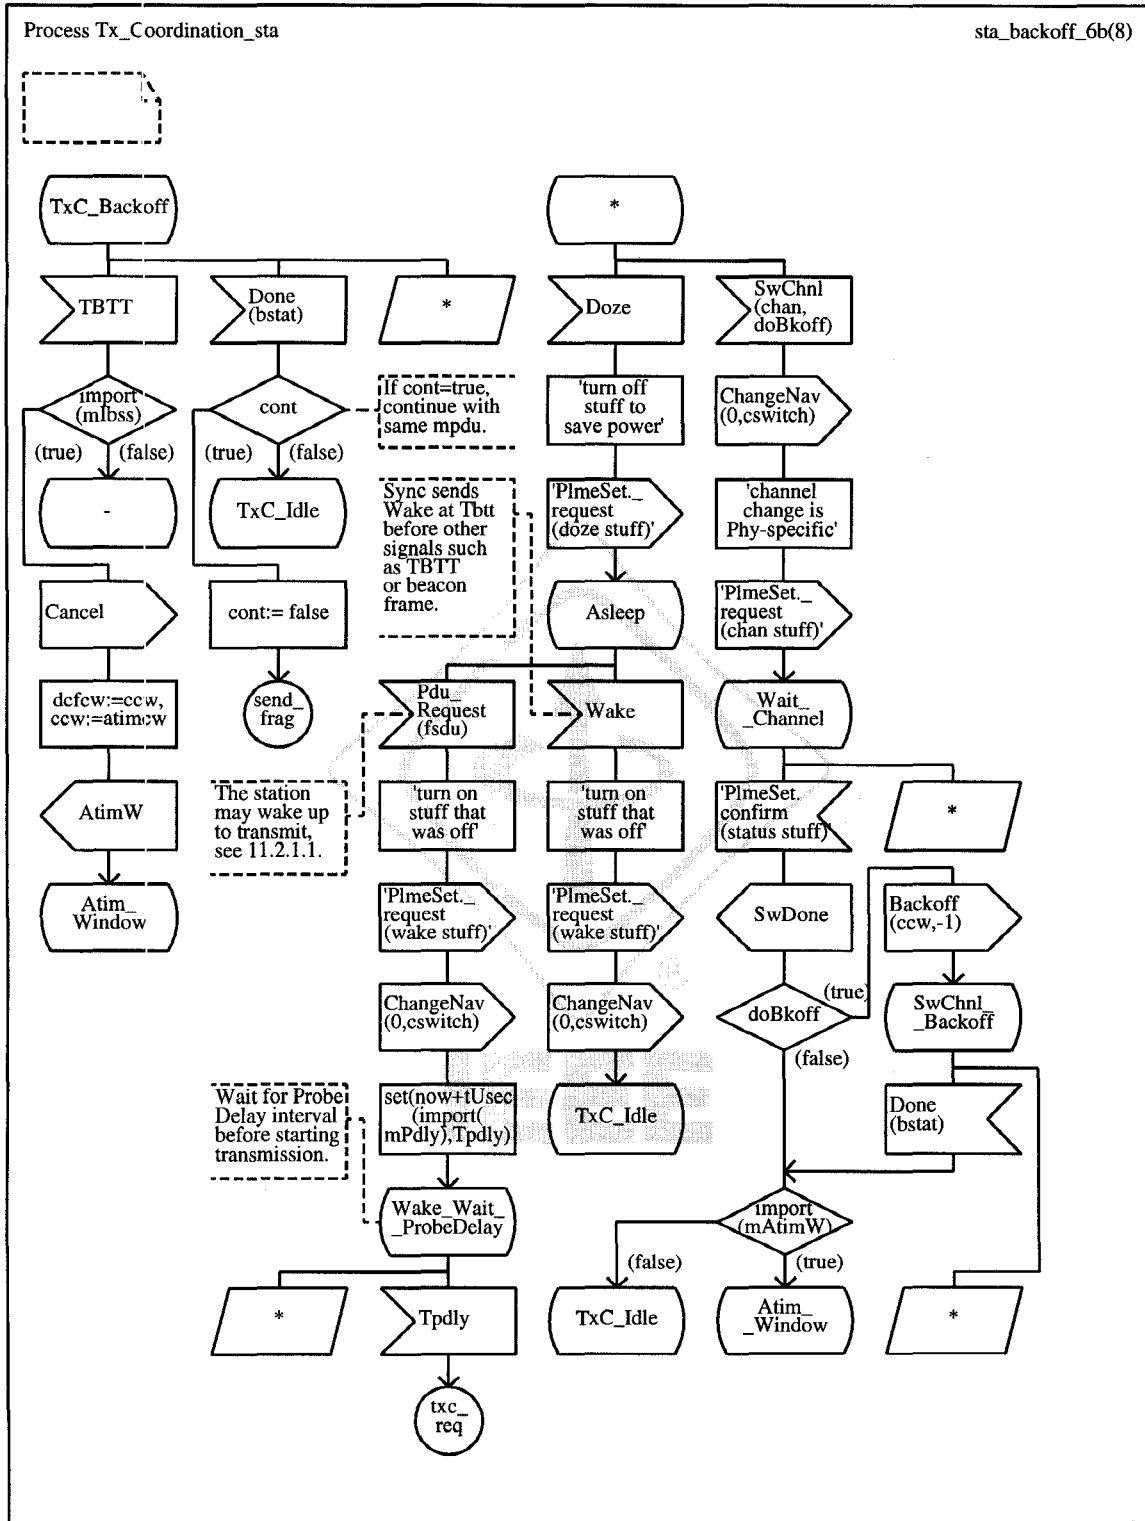 Process Tx_Coordination_sta
sta_backoff_6b(8)
TxC_Backoff
*
TBTT
Done
(bstat)
*
Doze
SwChnl
(chan,
doBkoff)
import
(mIbss)
(true)
(false)
cont
(true)
(false)
If cont=true,
continue with
same mpdu.
'turn off
stuff to
save power'
ChangeNav
(0,cswitch)
-
TxC_Idle
Sync sends
Wake at Tbtt
before other
signals such
as TBTT
or beacon
frame.
'PlmeSet._
request
(doze stuff)'
'channel
change is
Phy-specific'
Cancel
cont:= false
Asleep
'PlmeSet._
request
(chan stuff)'
dcfcw:=ccw,
ccw:=atimcw
send_
frag
Pdu_
_Request
(fsdu)
Wake
Wait_
_Channel
AtimW
The station
may wake up
to transmit,
see 11.2.1.1.
'turn on
stuff that
was off'
'turn on
stuff that
was off'
'PlmeSet.
confirm
(status stuff)'
*
Atim_
_Window
'PlmeSet._
request
(wake stuff)'
'PlmeSet._
request
(wake stuff)'
SwDone
Backoff
(ccw,-1)
ChangeNav
(0,cswitch)
ChangeNav
(0,cswitch)
doBkoff
(true)
(false)
SwChnl_
_Backoff
Wait for Probe
Delay interval
before starting
transmission.
set(now+tUsec
(import(
mPdly),Tpdly)
TxC_Idle
Done
(bstat)
Wake_Wait_
_ProbeDelay
import
(mAtimW)
(false)
(true)
*
Tpdly
TxC_Idle
Atim_
_Window
*
txc_
req